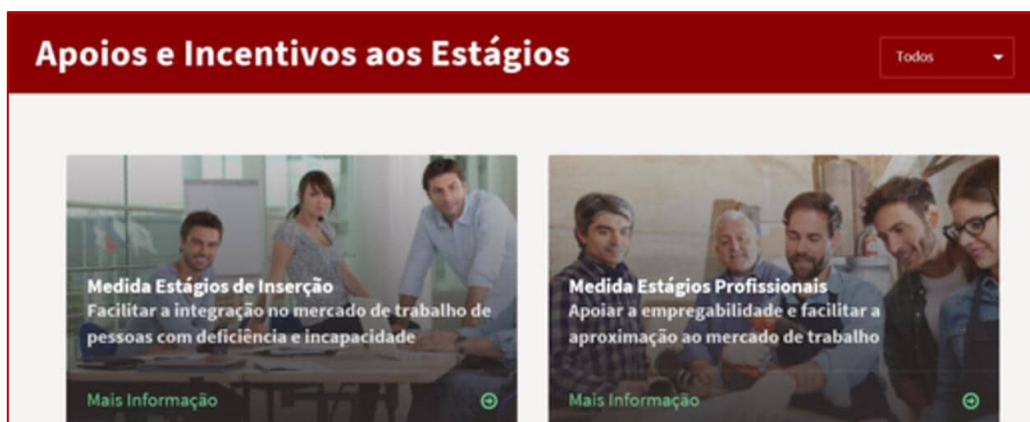 Apoios e Incentivos aos Estágios
Todos
Medida Estágios de Inserção
Facilitar a integração no mercado de trabalho de
pessoas com deficiência e incapacidade
Mais Informação
Medida Estágios Profissionais
Apoiar a empregabilidade e facilitar a
aproximação ao mercado de trabalho
Mais Informação